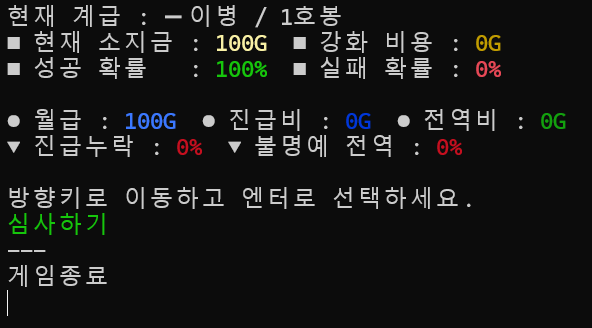 현재 계급 : ━ 이병 / 1호봉
■ 현재 소지금 : 100G ■ 강화 비용 : 0G
■ 성공 확률 : 100% ■ 실패 확률 : 0%
● 월급 : 100G ● 진급비 : 0G ● 전역비 : 0G
▼ 진급누락 : 0% ▼ 불명예 전역 : 0%
방향키로 이동하고 엔터로 선택하세요.
심사하기
---
게임종료